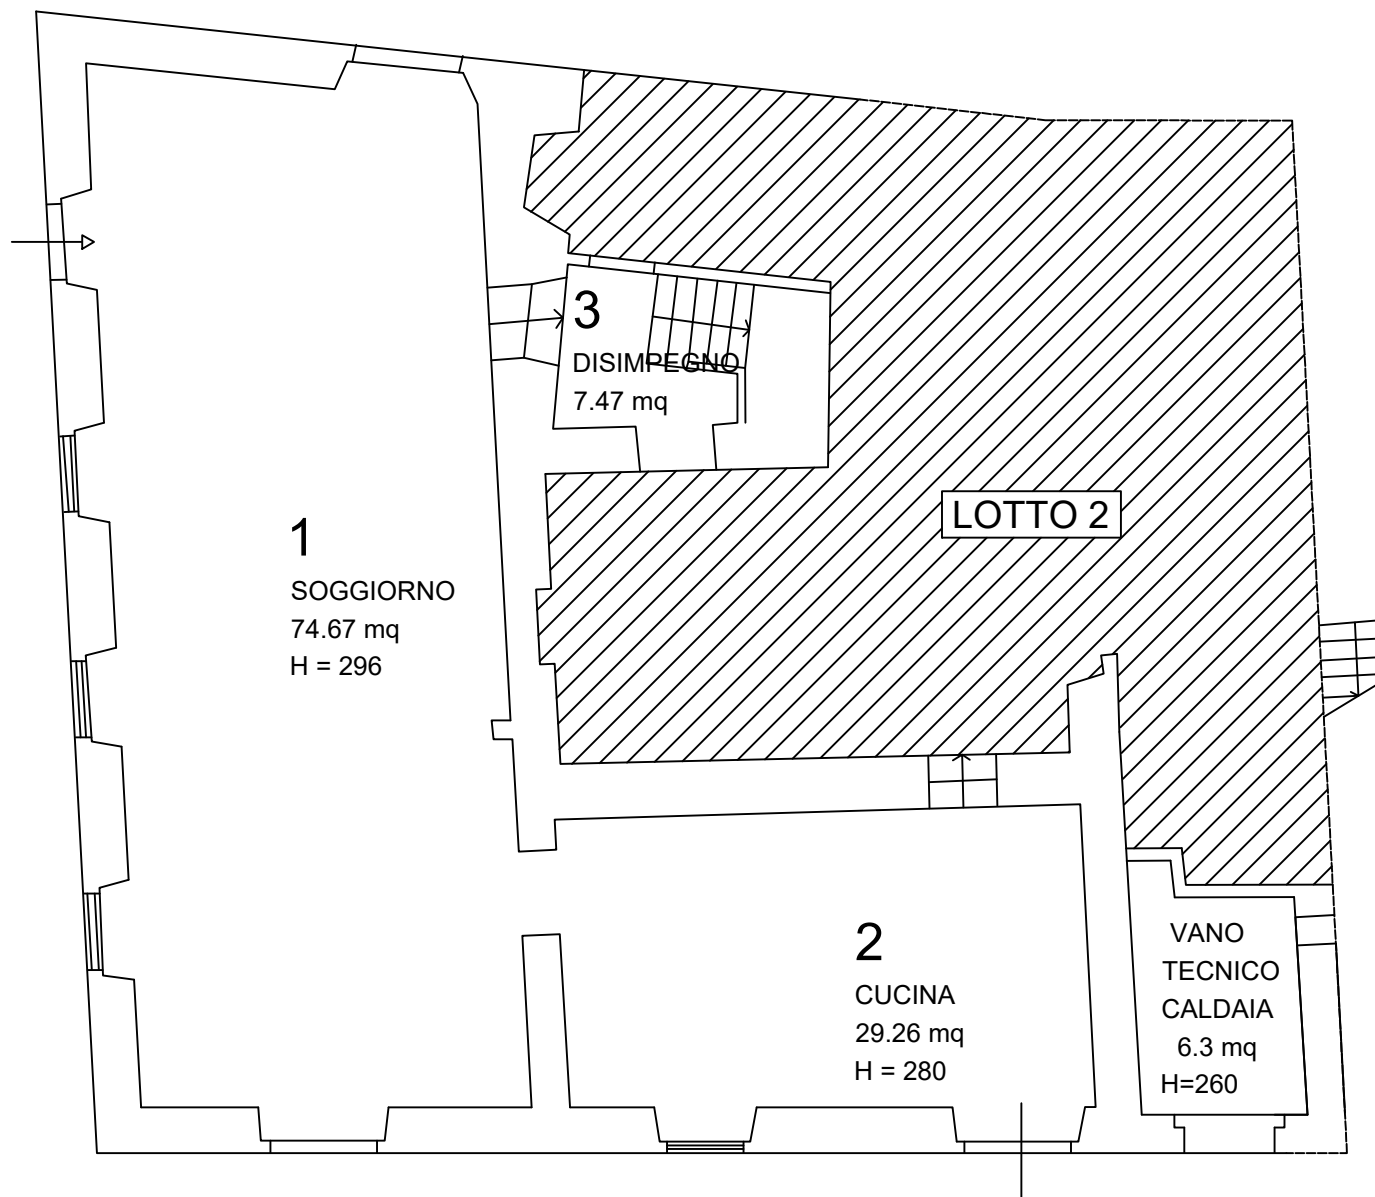 3
DISIMPEGNO
7.47 mq
LOTTO 2
1
SOGGIORNO
74.67 mq
H = 296
2
CUCINA
29.26 mq
H = 280
VANO
TECNICO
CALDAIA
6.3 mq
H=260